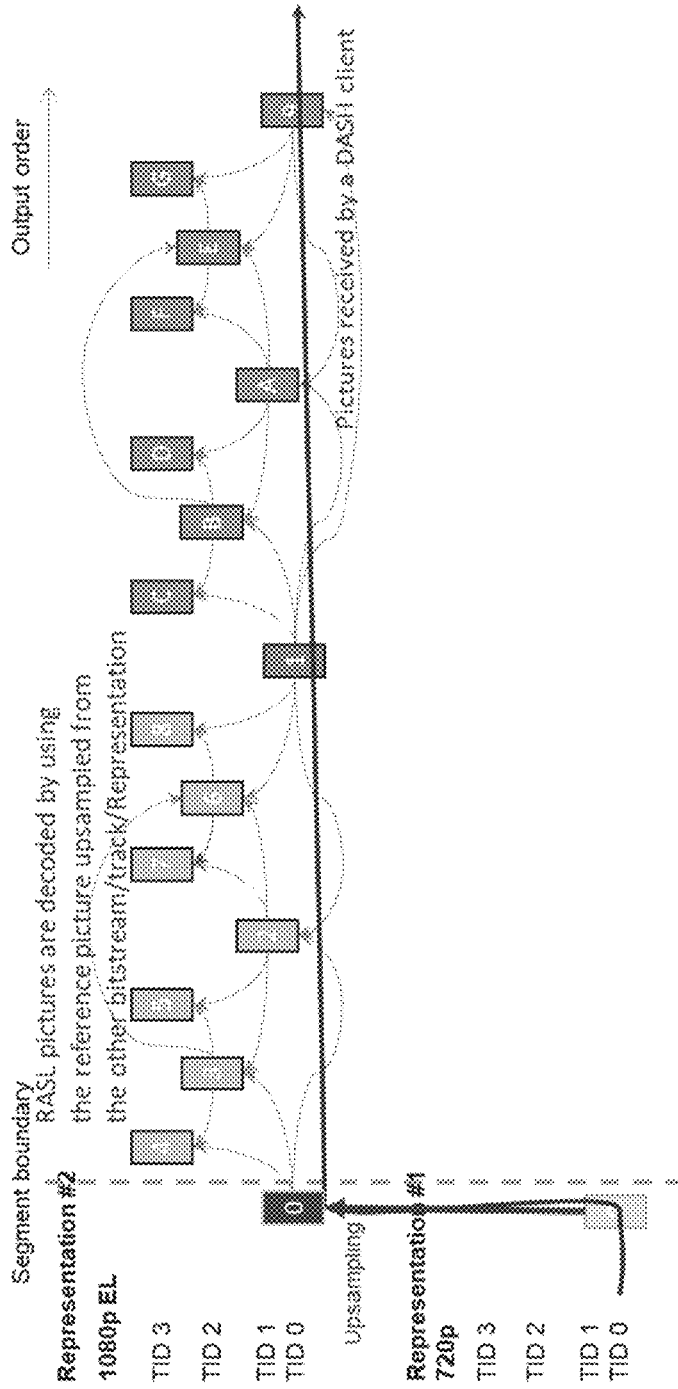 Output order
Segment boundary
Representation #2
1080p EL
RASL pictures are decoded by using
the reference picture upsampled from
the other bitstream/track/Representation
TID 3
TID 2
TID 1
TID 0
0
1
C
B
D
A
F
E
G
Pictures received by a DASH client
Upsampling
Representation #1
720p
TID 3
TID 2
TID 1
TID 0